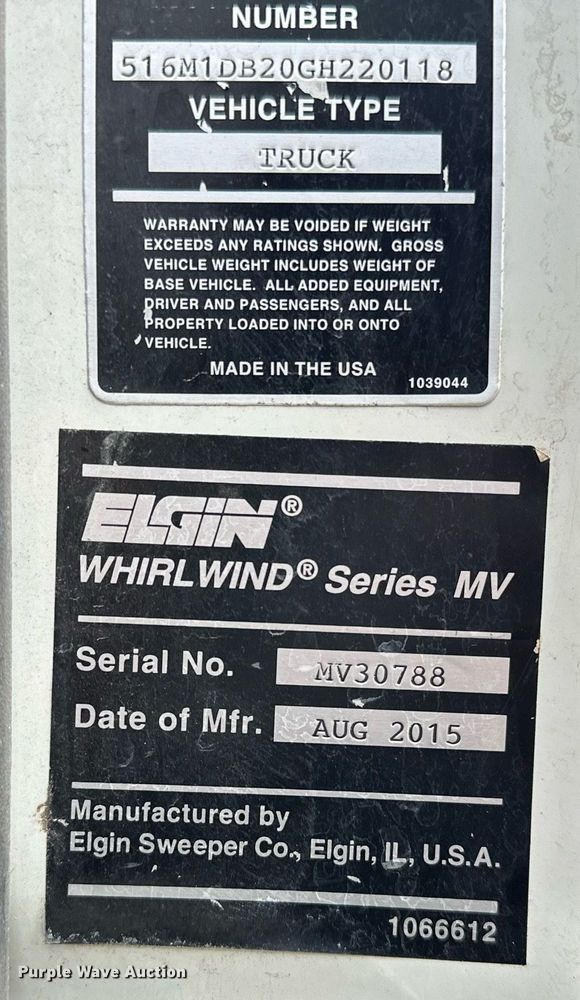 NUMBER
516M1DB20GH220118
VEHICLE TYPE
TRUCK
WARRANTY MAY BE VOIDED IF WEIGHT
EXCEEDS ANY RATINGS SHOWN. GROSS
VEHICLE WEIGHT INCLUDES WEIGHT OF
BASE VEHICLE. ALL ADDED EQUIPMENT,
DRIVER AND PASSENGERS, AND ALL
PROPERTY LOADED INTO OR ONTO
VEHICLE.
MADE IN THE USA
1039044
ELGIN®
WHIRLWIND® Series MV
Serial No. MV30788
Date of Mfr. AUG 2015
Manufactured by
Elgin Sweeper Co., Elgin, IL, U.S.A.
1066612
Purple Wave Auction